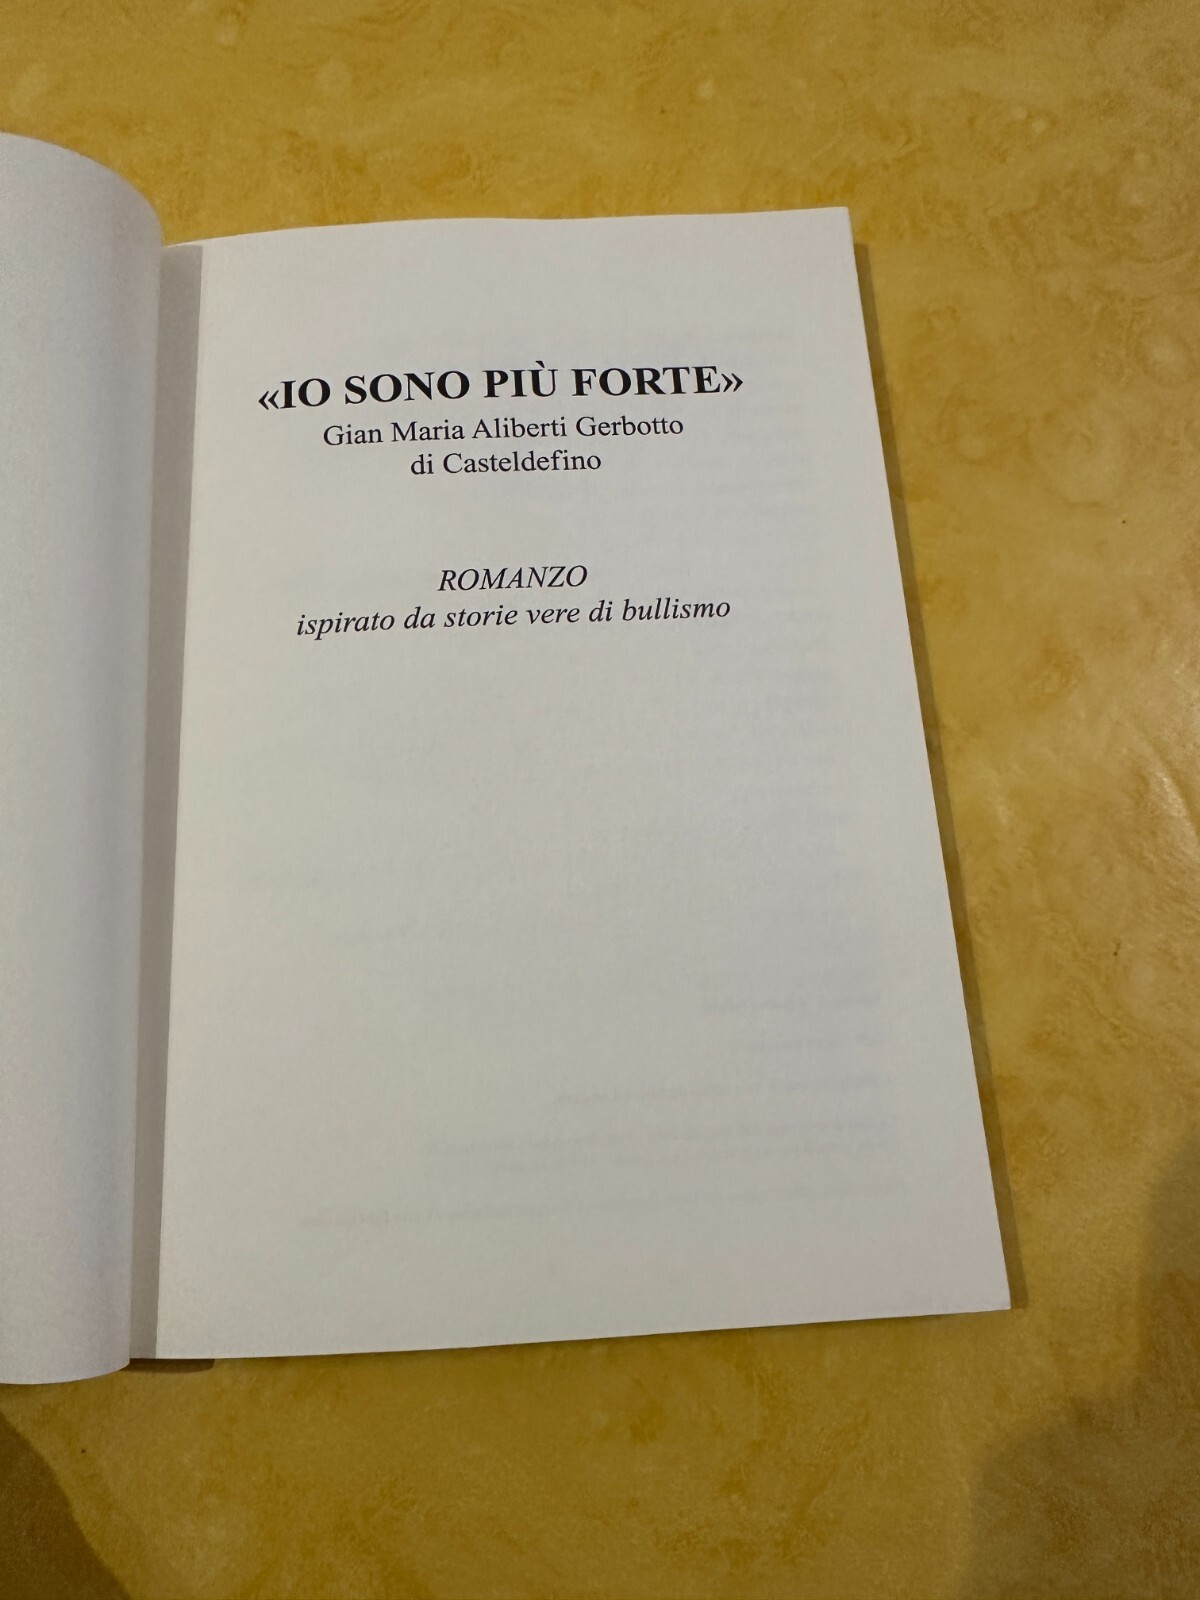 «IO SONO PIÙ FORTE»
Gian Maria Aliberti Gerbotto
di Casteldefino
ROMANZO
ispirato da storie vere di bullismo